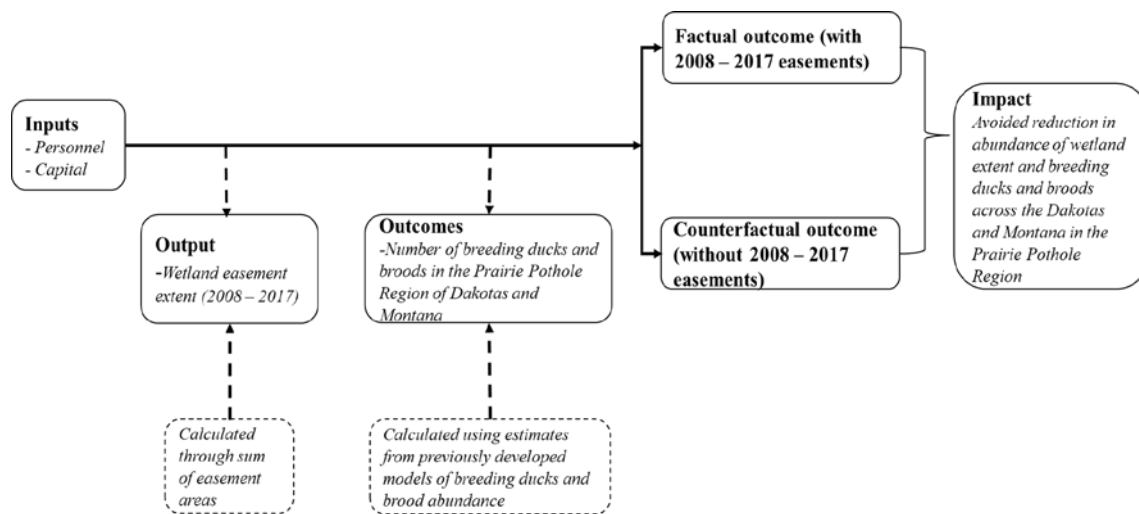 Inputs
- Personnel
- Capital
Output
-Wetland easement
extent (2008 – 2017)
Calculated
through sum
of easement
areas
Outcomes
-Number of breeding ducks and
broods in the Prairie Pothole
Region of Dakotas and
Montana
Calculated using estimates
from previously developed
models of breeding ducks and
brood abundance
Factual outcome (with
2008 – 2017 easements)
Counterfactual outcome
(without 2008 – 2017
easements)
Impact
Avoided reduction in
abundance of wetland
extent and breeding
ducks and broods
across the Dakotas
and Montana in the
Prairie Pothole
Region